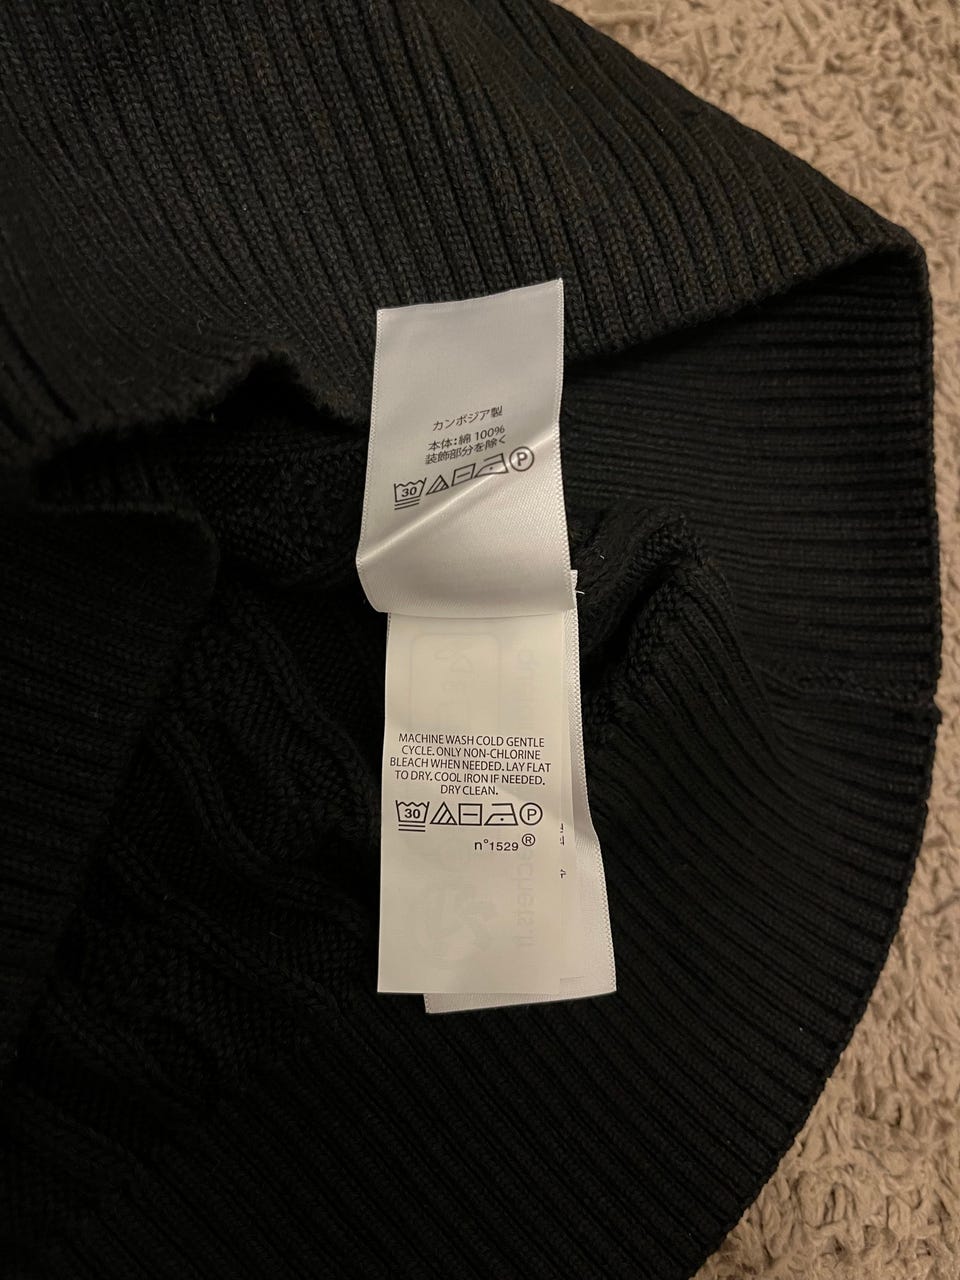 カンボジア製
本体:綿 100%
装飾部分を除く
30 P
MACHINE WASH COLD GENTLE
CYCLE. ONLY NON-CHLORINE
BLEACH WHEN NEEDED. LAY FLAT
TO DRY. COOL IRON IF NEEDED.
DRY CLEAN.
30 P
n°1529 ®